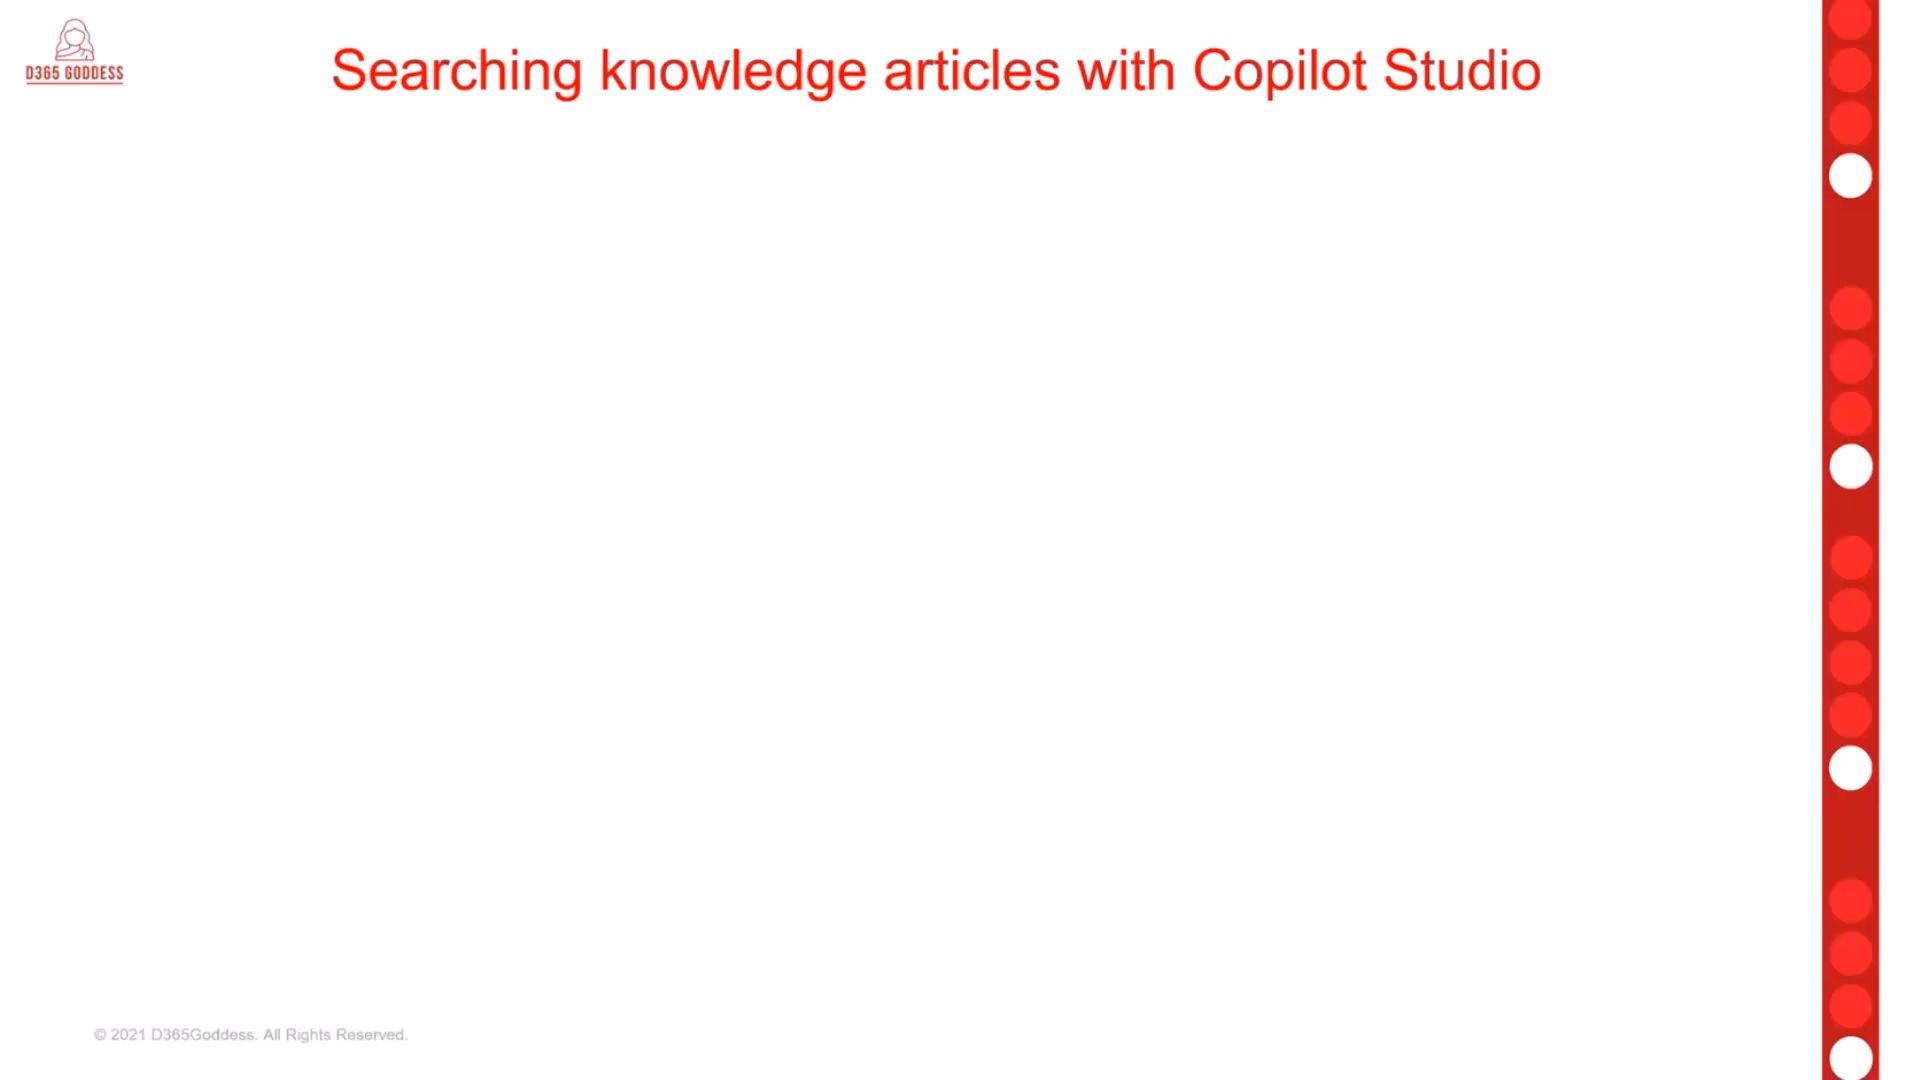 D365 GODDESS
Searching knowledge articles with Copilot Studio
© 2021 D365Goddess. All Rights Reserved.